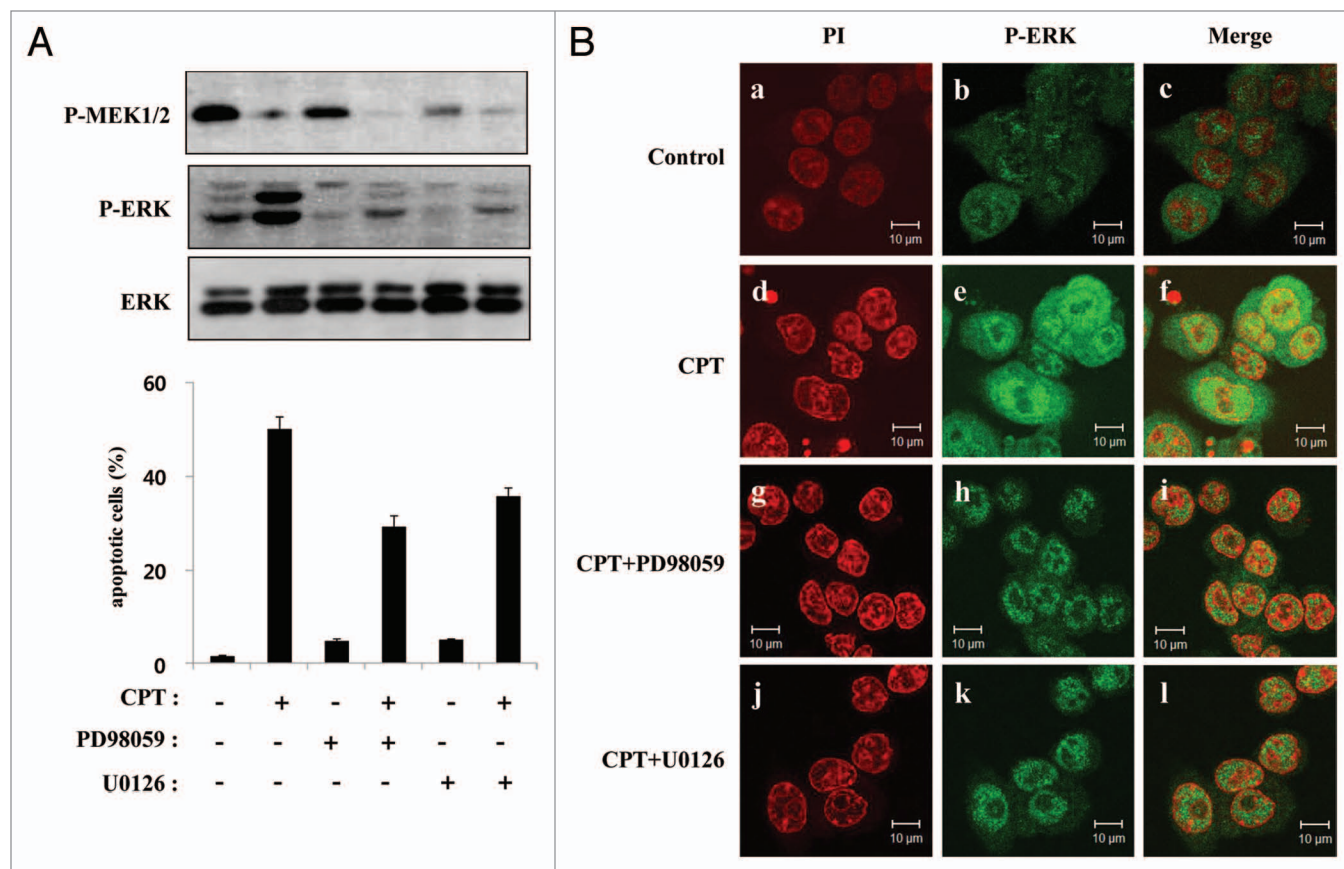 A
P-MEK1/2
P-ERK
ERK
60
40
20
0
apoptotic cells (%)
CPT : - + - + - +
PD98059 : - - + + - -
U0126 : - - - - + +
B
PI P-ERK Merge
Control
a b c
10 µm 10 µm 10 µm
CPT
d e f
10 µm 10 µm 10 µm
CPT+PD98059
g h i
10 µm 10 µm 10 µm
CPT+U0126
j k l
10 µm 10 µm 10 µm